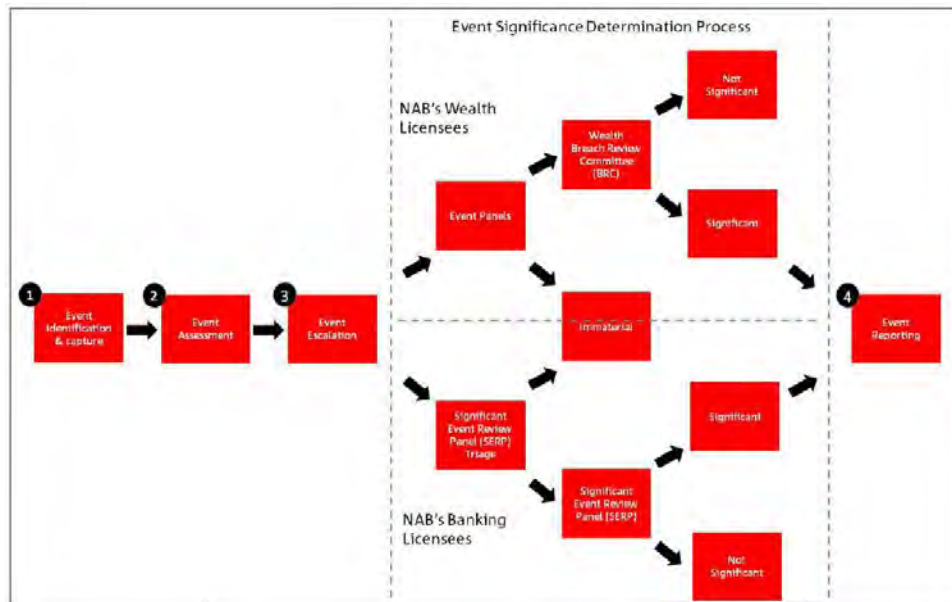 Event Significance Determination Process
NAB's Wealth
Licensees
Not
Significant
Wealth
Breach Review
Committee
(BRC)
Event Panels
Significant
1
Event
Identification
& capture
2
Event
Assessment
3
Event
Escalation
Immaterial
4
Event
Reporting
Significant
Event Review
Panel (SERP)
Triage
Significant
Significant
Event Review
Panel (SERP)
NAB's Banking
Licensees
Not
Significant